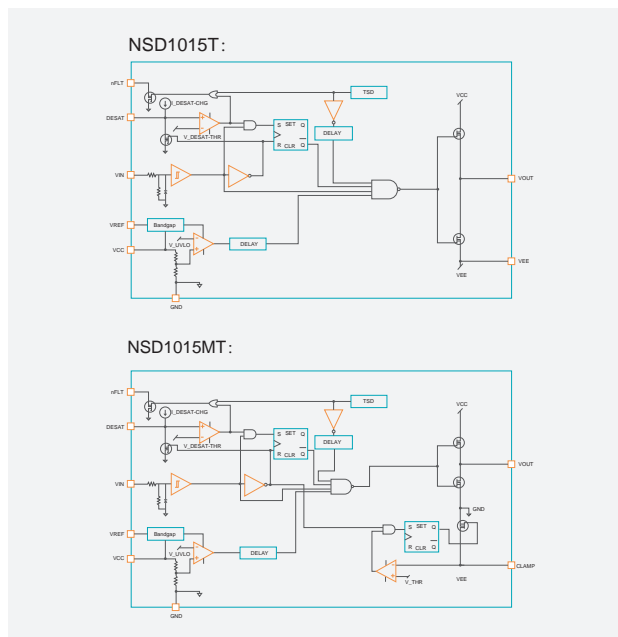 NSD1015T:
nFLT
I_DESAT-CHG
TSD
VCC
DESAT
V_DESAT-THR
S SET Q
R CLR Q
DELAY
VIN
VOUT
VREF
Bandgap
V_UVLO
DELAY
VCC
VEE
VEE
GND
NSD1015MT:
nFLT
I_DESAT-CHG
TSD
VCC
DESAT
V_DESAT-THR
S SET Q
R CLR Q
DELAY
VOUT
VIN
GND
VREF
Bandgap
S SET Q
R CLR Q
V_UVLO
DELAY
VCC
CLAMP
V_THR
VEE
GND